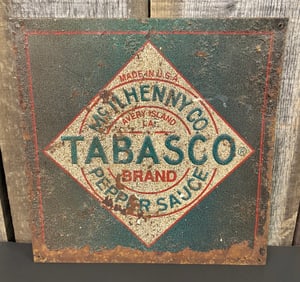 MADE IN U.S.A.
McILHENNY CO.
AVERY ISLAND
LA.
TABASCO®
BRAND
PEPPER SAUCE